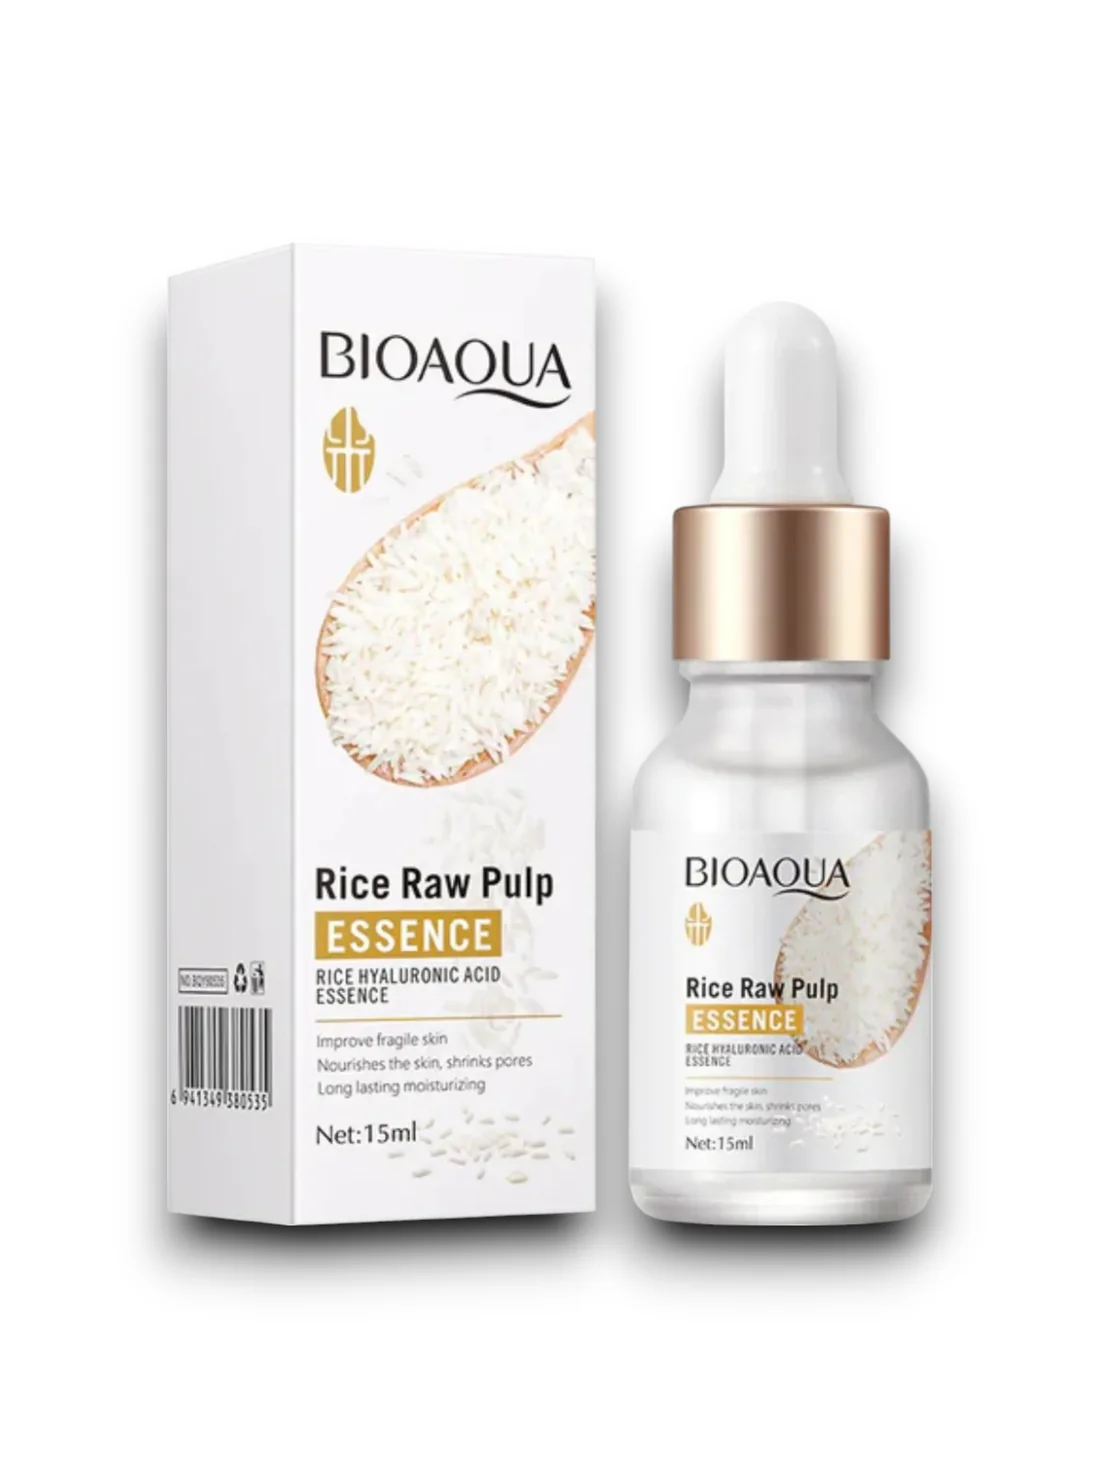 BIOAQUA
Rice Raw Pulp
ESSENCE
RICE HYALURONIC ACID
ESSENCE
Improve fragile skin
Nourishes the skin, shrinks pores
Long lasting moisturizing
Net:15ml
6 941349 380535
BIOAQUA
Rice Raw Pulp
ESSENCE
RICE HYALURONIC ACID
ESSENCE
Improve fragile skin
Nourishes the skin, shrinks pores
Long lasting moisturizing
Net:15ml